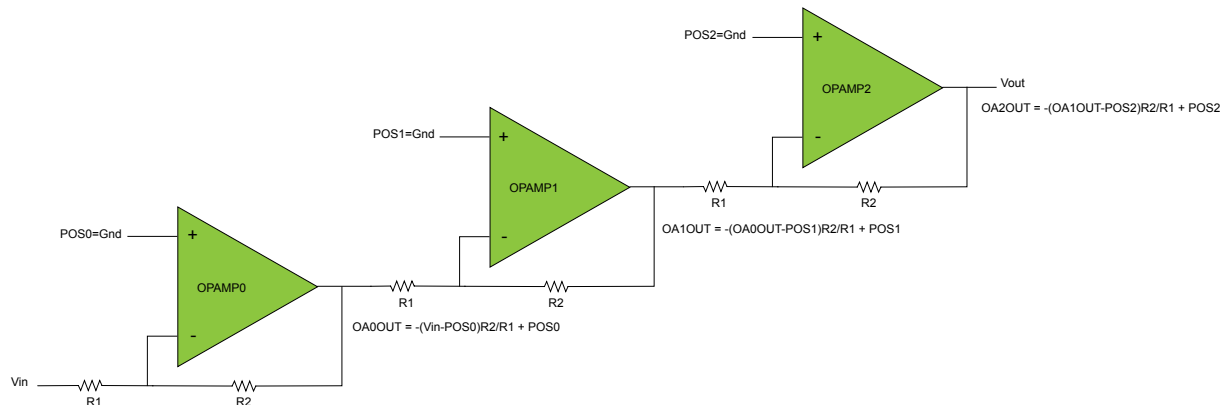 POS2=Gnd
+
OPAMP2
Vout
OA2OUT = -(OA1OUT-POS2)R2/R1 + POS2
-
R1
R2
POS1=Gnd
+
OPAMP1
-
OA1OUT = -(OA0OUT-POS1)R2/R1 + POS1
R1
R2
POS0=Gnd
+
OPAMP0
-
OA0OUT = -(Vin-POS0)R2/R1 + POS0
Vin
R1
R2